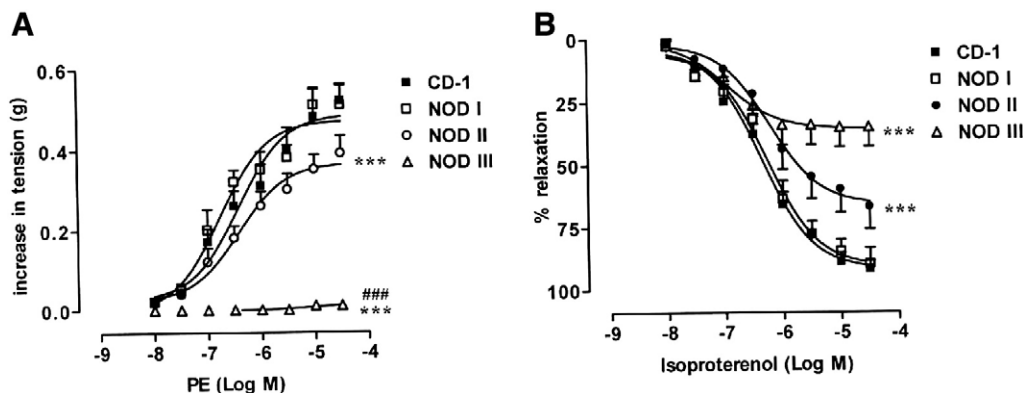 A
increase in tension (g)
0.6
0.4
0.2
0.0
-9
-8
-7
-6
-5
-4
PE (Log M)
CD-1
NOD I
NOD II
NOD III
***
###
***
B
% relaxation
0
25
50
75
100
-9
-8
-7
-6
-5
-4
Isoproterenol (Log M)
CD-1
NOD I
NOD II
NOD III
***
***